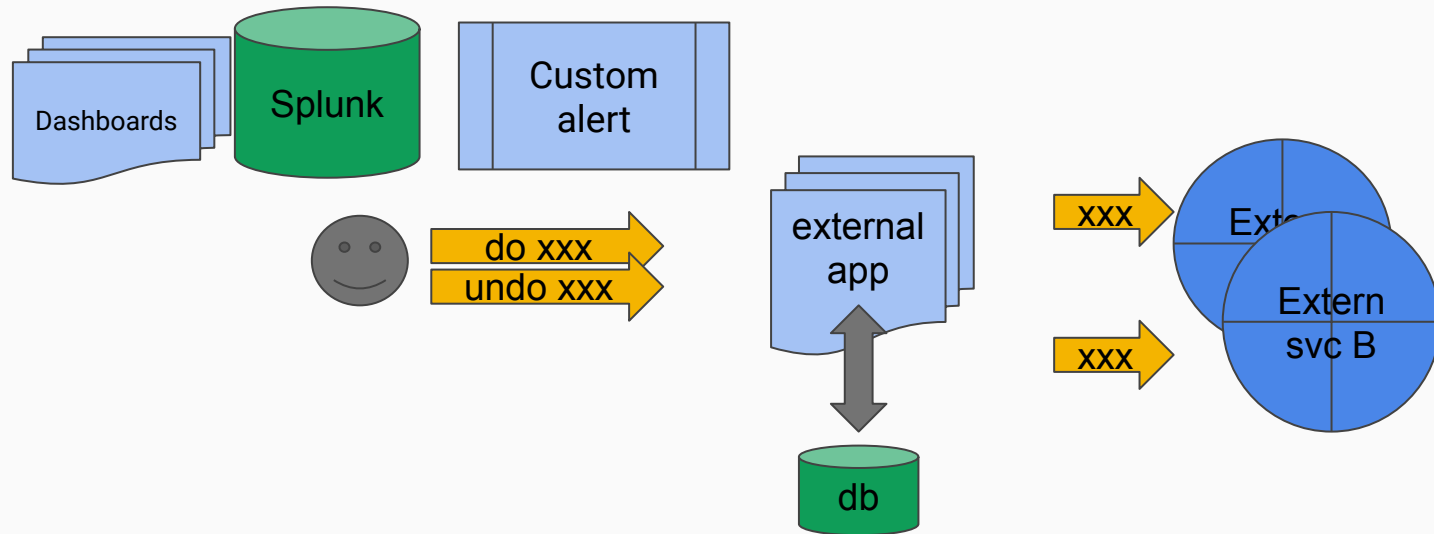 Dashboards
Splunk
Custom
alert
do xxx
undo xxx
external
app
xxx
xxx
Extern
svc B
db